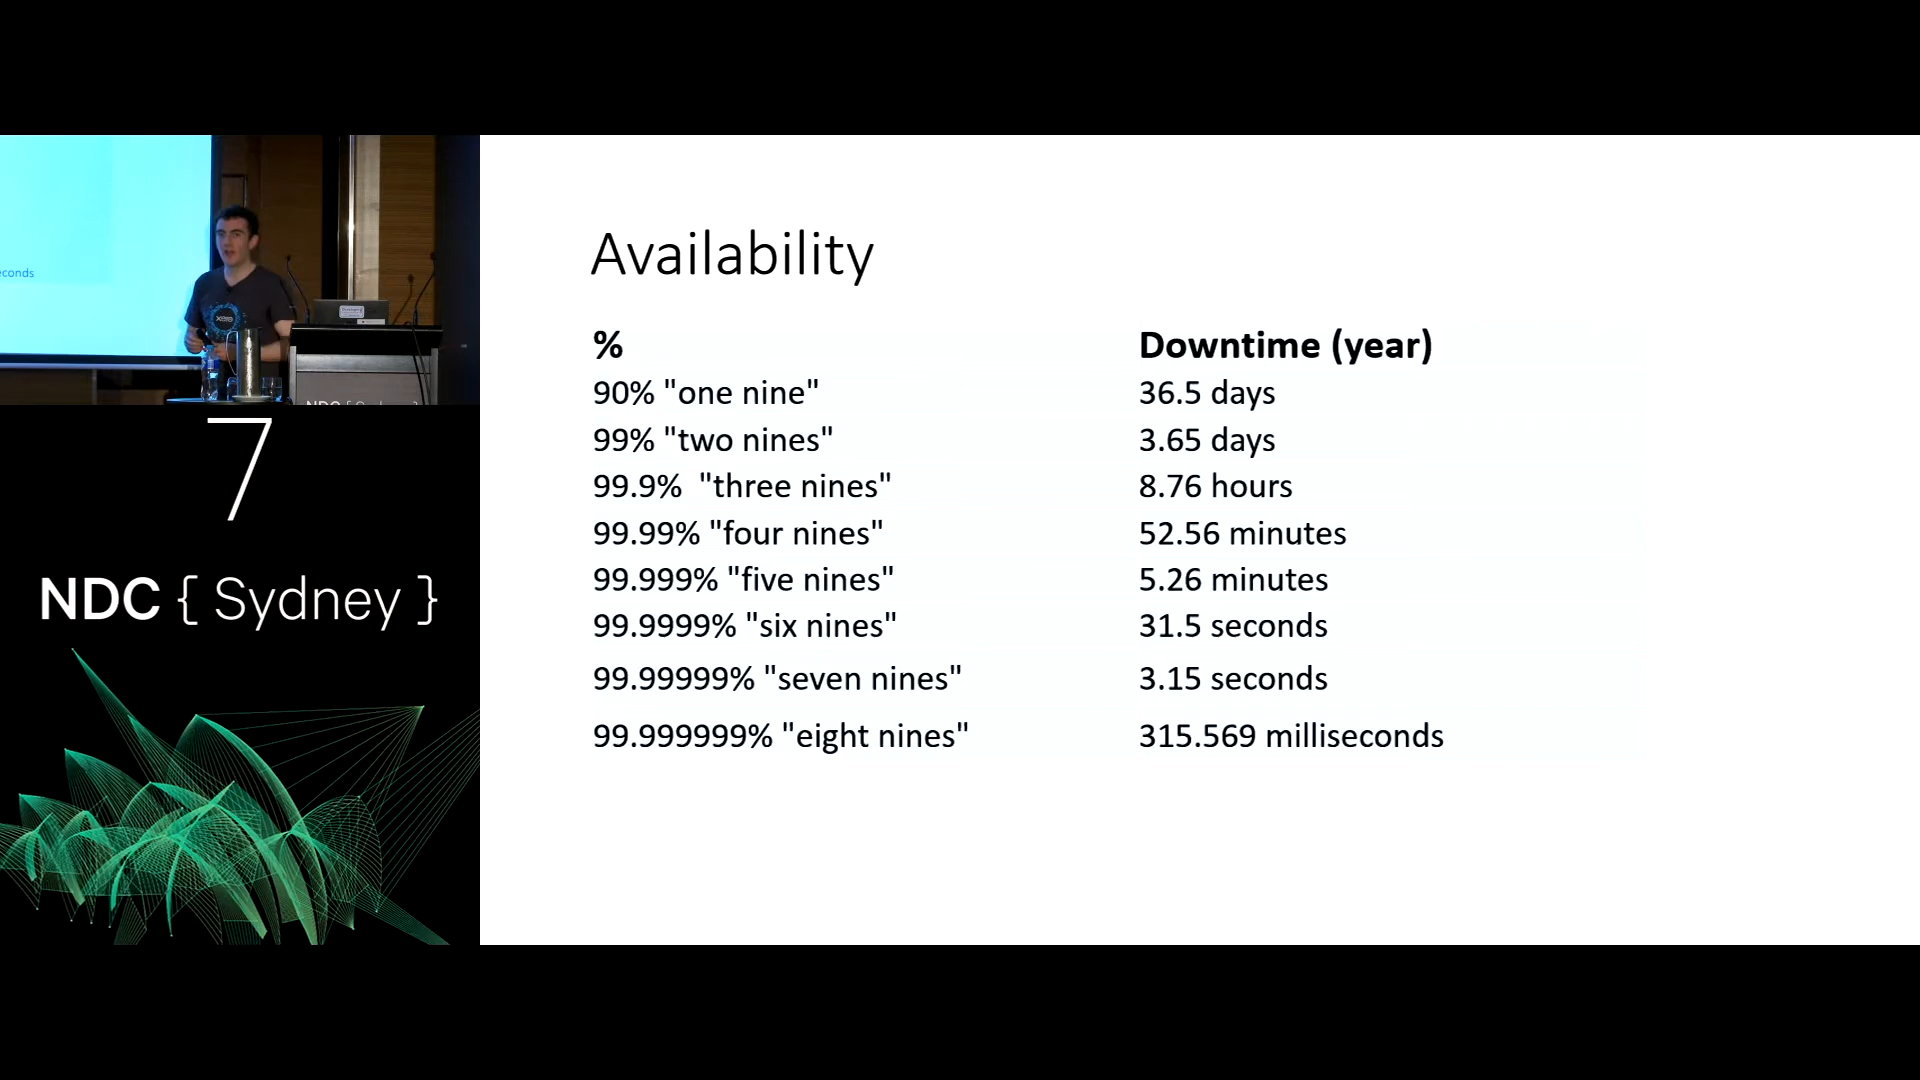 econds
7
NDC { Sydney }
Availability
% Downtime (year)
90% "one nine" 36.5 days
99% "two nines" 3.65 days
99.9%  "three nines" 8.76 hours
99.99% "four nines" 52.56 minutes
99.999% "five nines" 5.26 minutes
99.9999% "six nines" 31.5 seconds
99.99999% "seven nines" 3.15 seconds
99.999999% "eight nines" 315.569 milliseconds